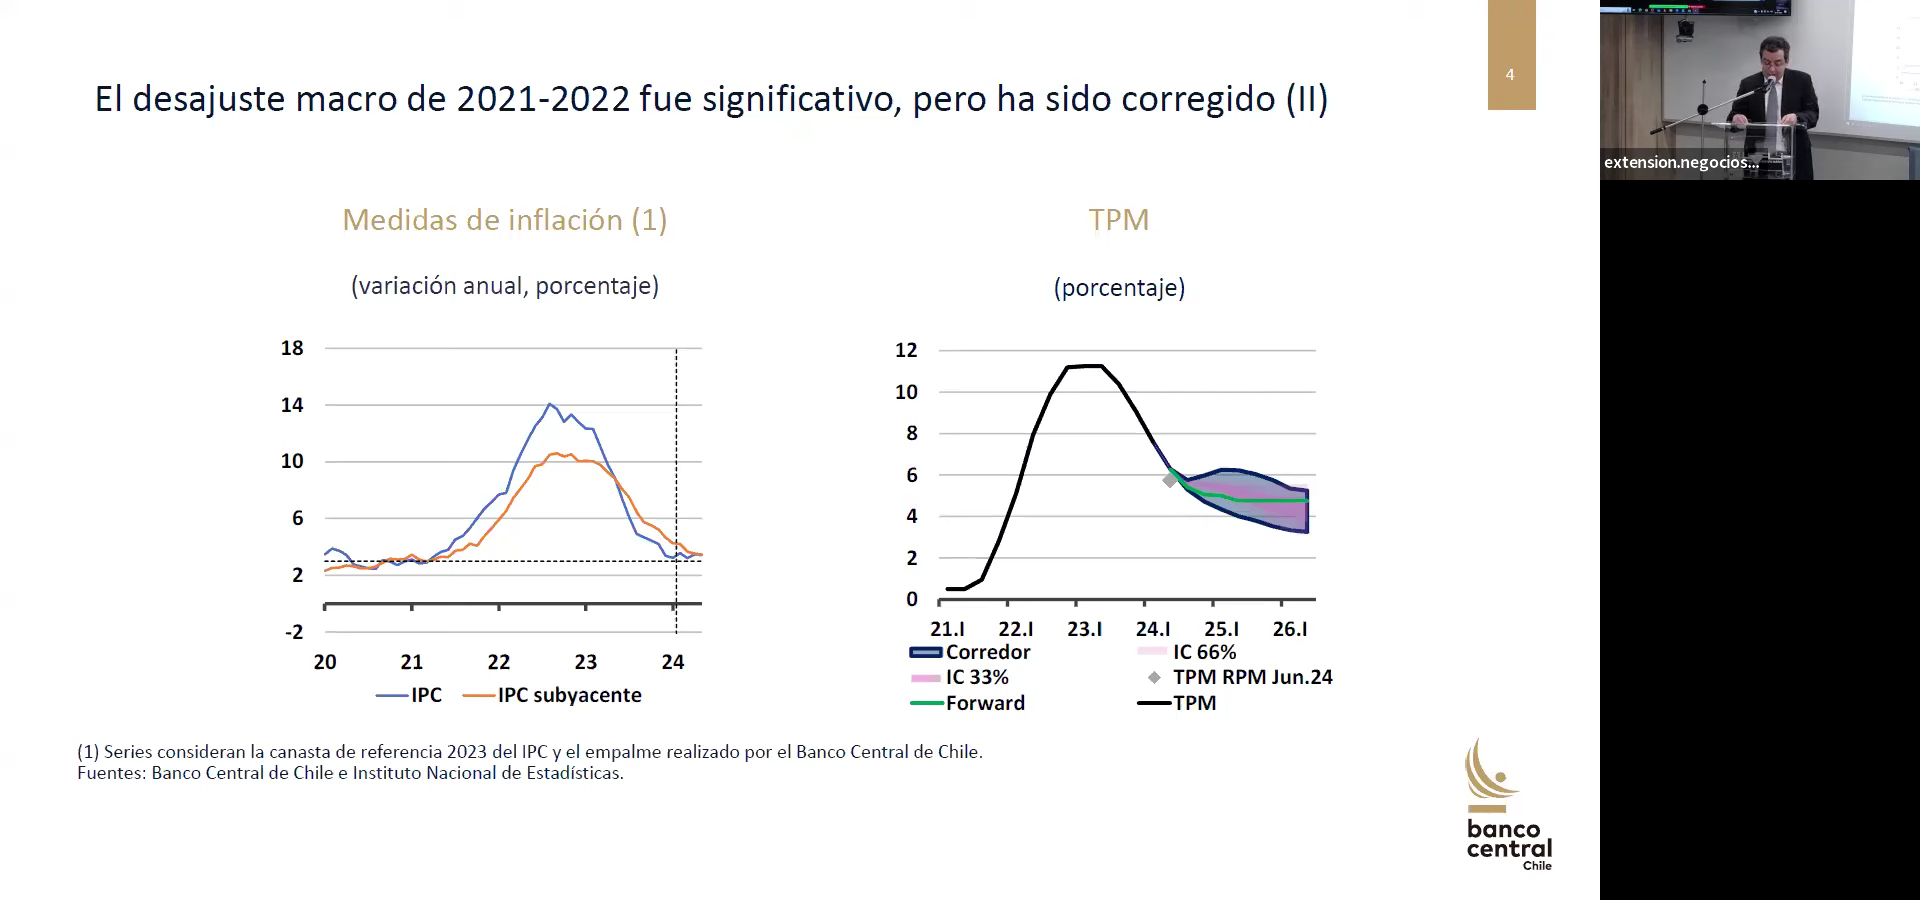 4
El desajuste macro de 2021-2022 fue significativo, pero ha sido corregido (II)
Medidas de inflación (1)
(variación anual, porcentaje)
18
14
10
6
2
-2
20 21 22 23 24
IPC IPC subyacente
TPM
(porcentaje)
12
10
8
6
4
2
0
21.I 22.I 23.I 24.I 25.I 26.I
Corredor IC 66%
IC 33% TPM RPM Jun.24
Forward TPM
(1) Series consideran la canasta de referencia 2023 del IPC y el empalme realizado por el Banco Central de Chile.
Fuentes: Banco Central de Chile e Instituto Nacional de Estadísticas.
banco
central
Chile
extension.negocios...